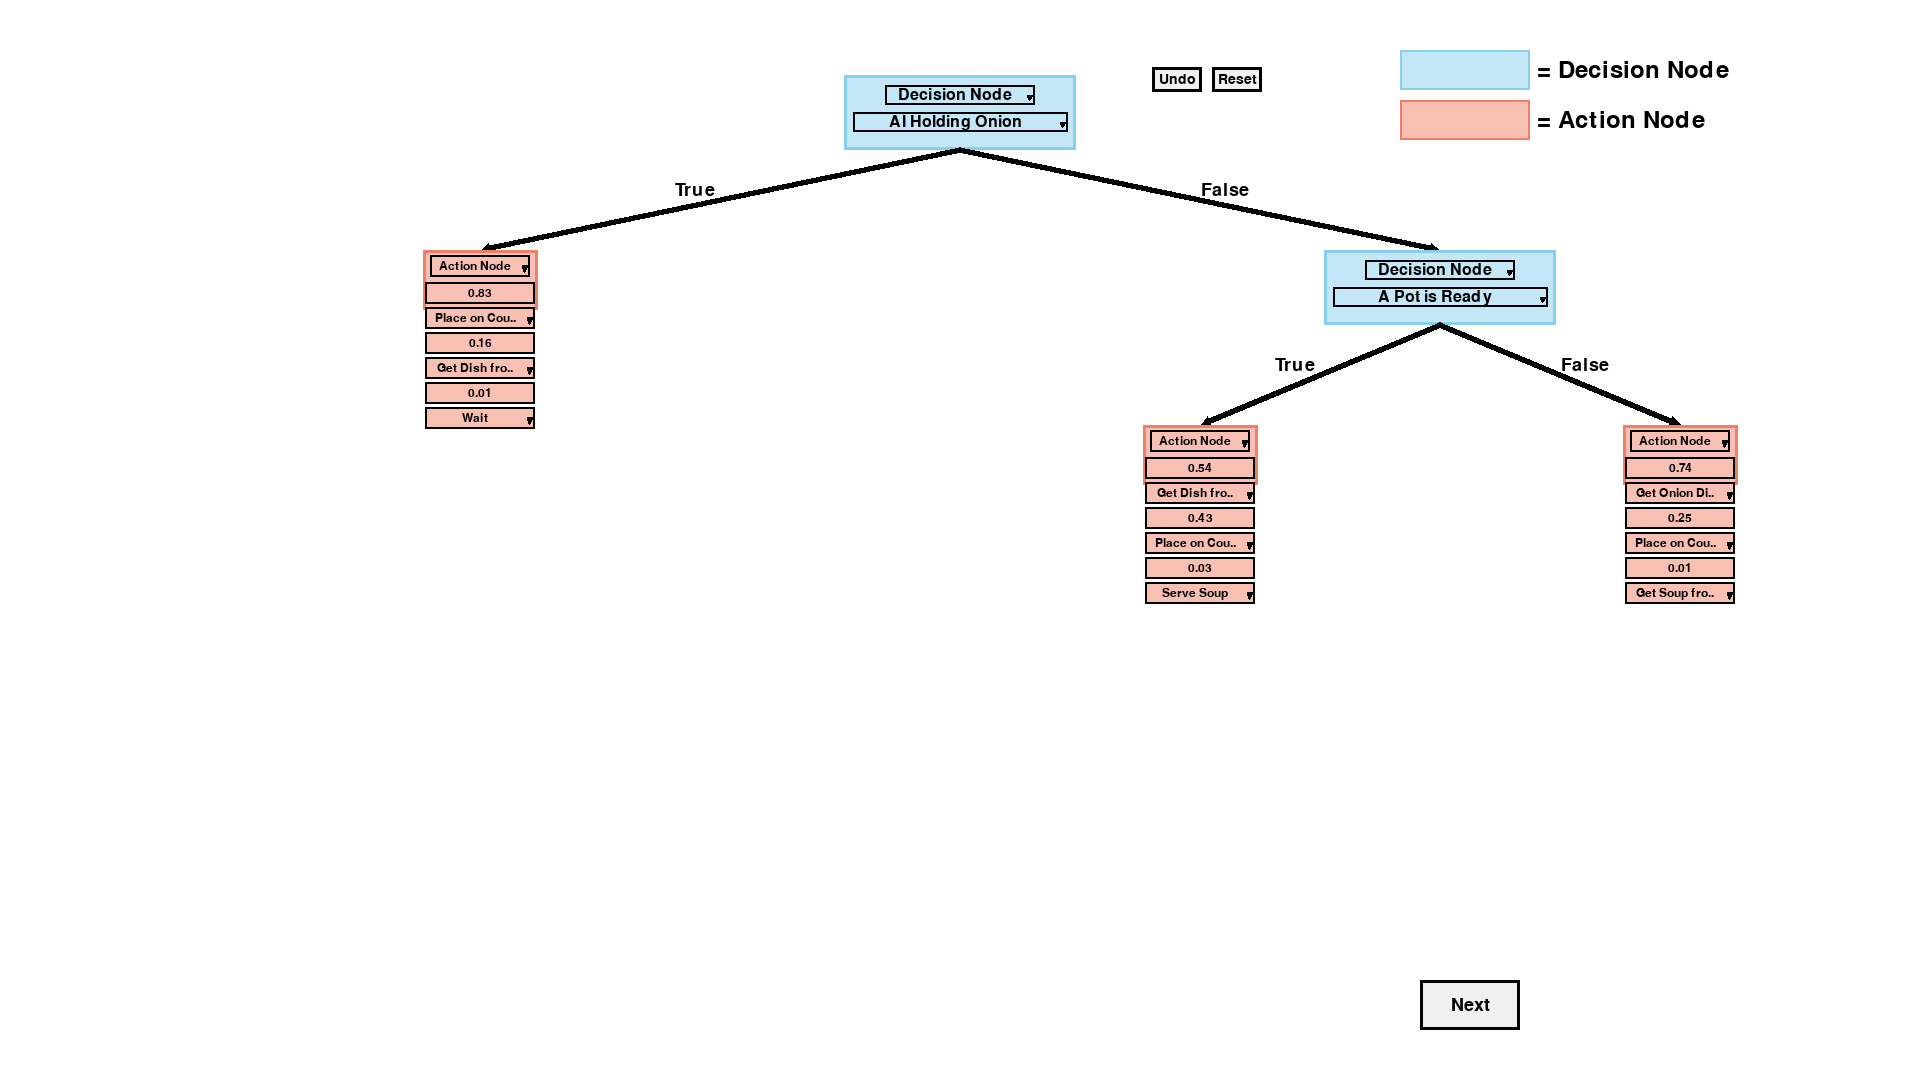 = Decision Node
= Action Node
Undo
Reset
Decision Node
AI Holding Onion
True
False
Action Node
0.83
Place on Cou..
0.16
Get Dish fro..
0.01
Wait
Decision Node
A Pot is Ready
True
False
Action Node
0.54
Get Dish fro..
0.43
Place on Cou..
0.03
Serve Soup
Action Node
0.74
Get Onion Di..
0.25
Place on Cou..
0.01
Get Soup fro..
Next